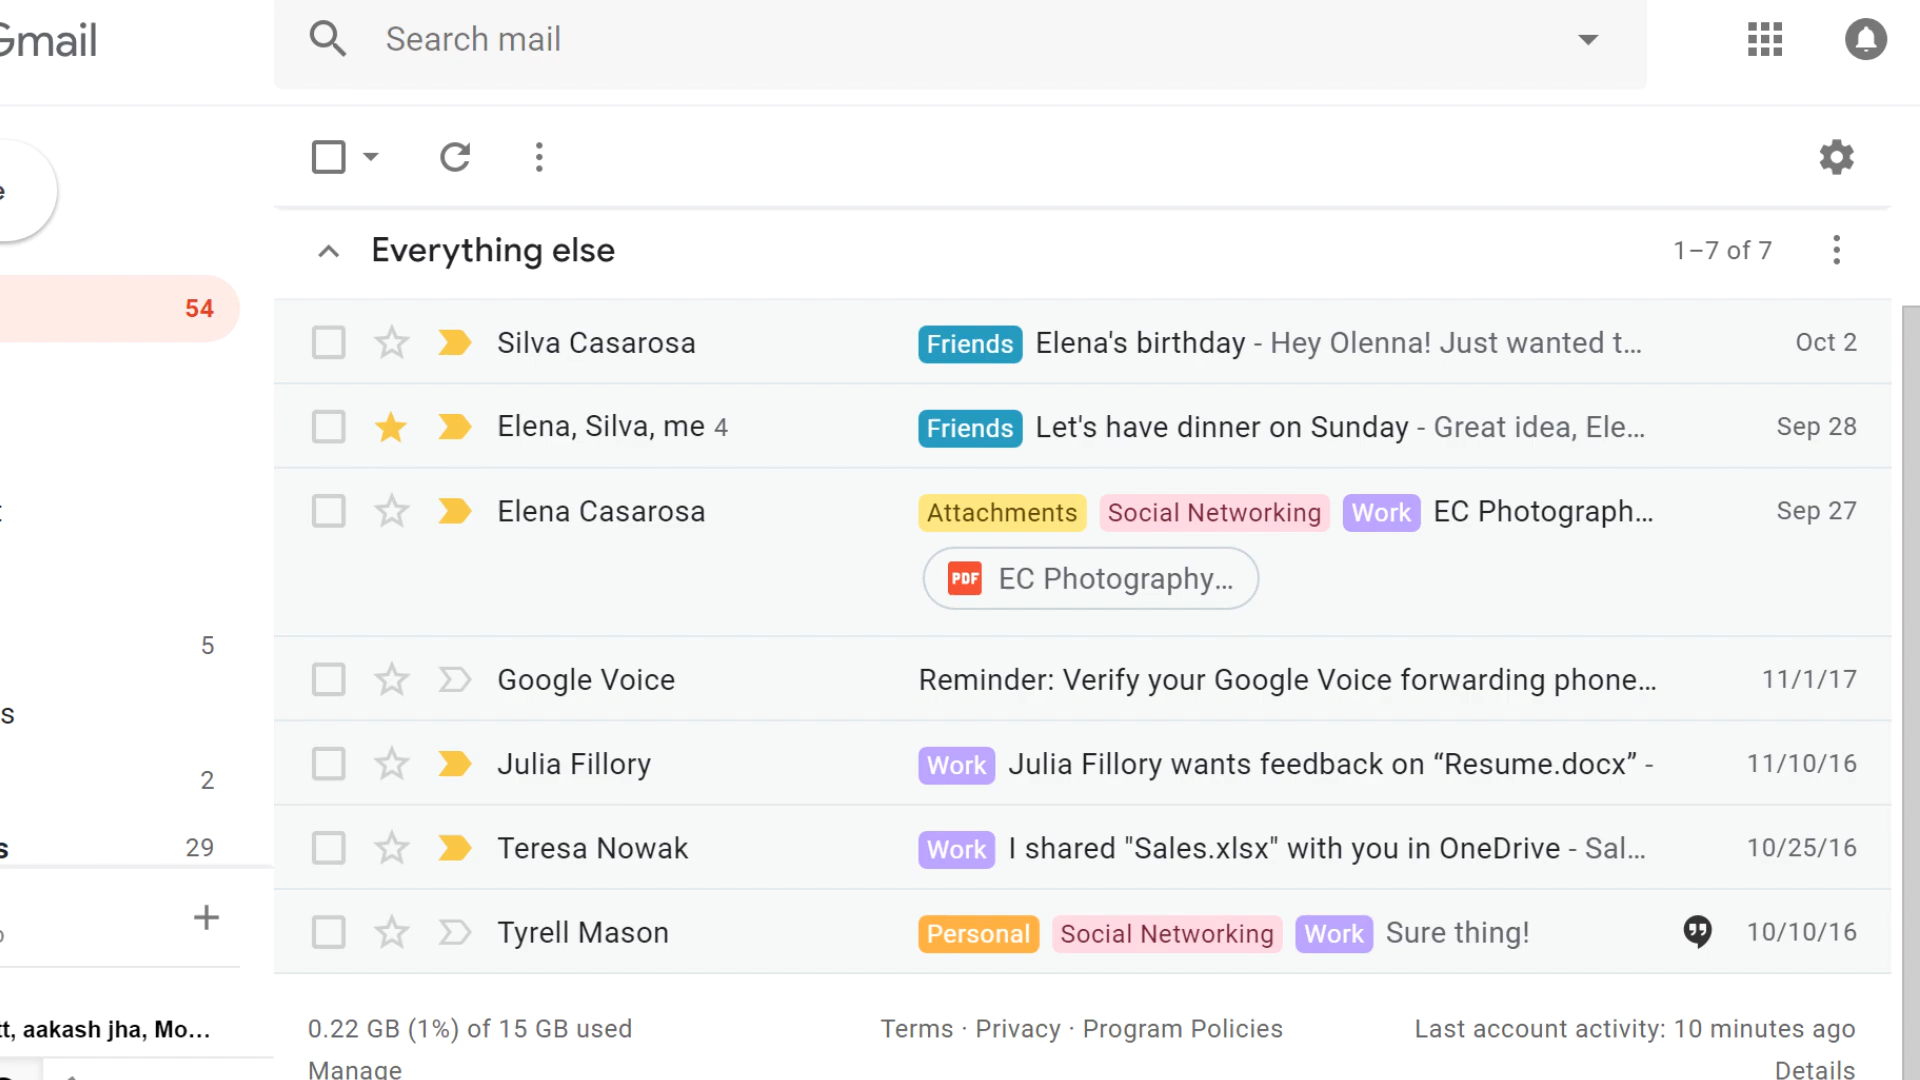 Gmail
Search mail
e
Everything else
1–7 of 7
54
Silva Casarosa Friends Elena's birthday - Hey Olenna! Just wanted t... Oct 2
Elena, Silva, me 4 Friends Let's have dinner on Sunday - Great idea, Ele... Sep 28
Elena Casarosa Attachments Social Networking Work EC Photograph... Sep 27
PDF EC Photography...
5
Google Voice Reminder: Verify your Google Voice forwarding phone... 11/1/17
s
Julia Fillory Work Julia Fillory wants feedback on “Resume.docx” - 11/10/16
2
Teresa Nowak Work I shared "Sales.xlsx" with you in OneDrive - Sal... 10/25/16
s 29
Tyrell Mason Personal Social Networking Work Sure thing! 10/10/16
tt, aakash jha, Mo...
0.22 GB (1%) of 15 GB used
Manage
Terms · Privacy · Program Policies
Last account activity: 10 minutes ago
Details